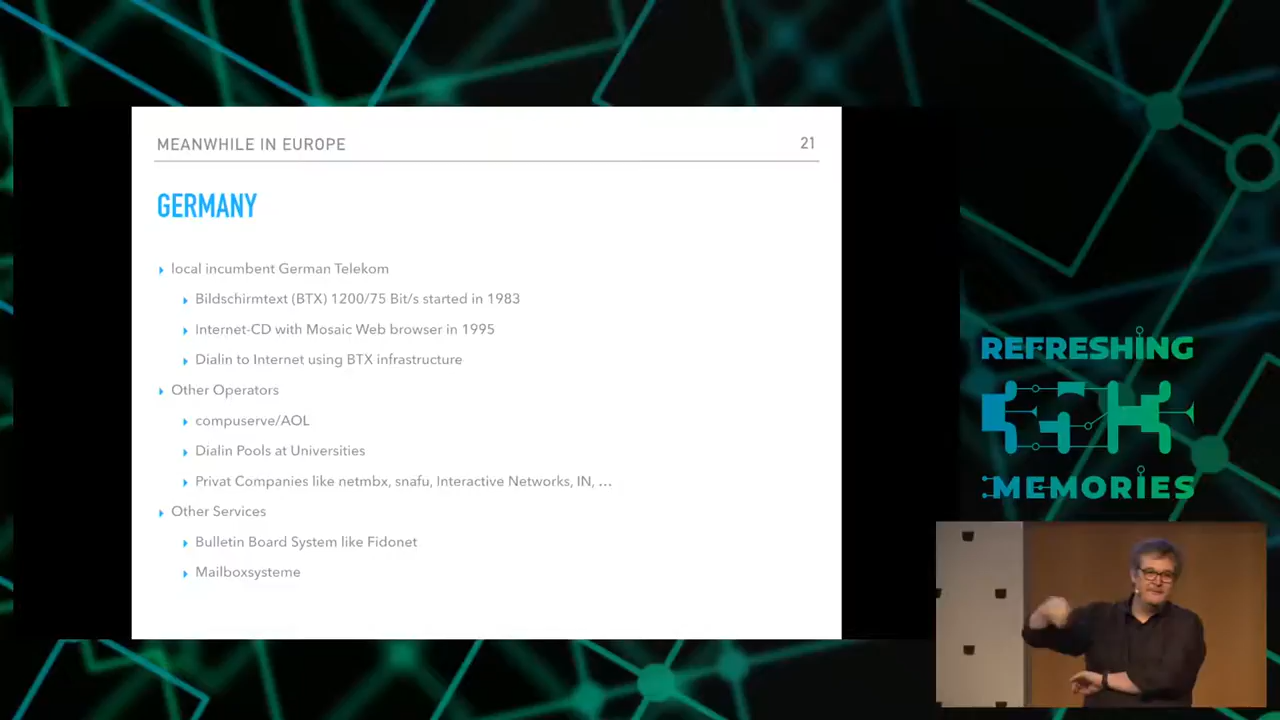 MEANWHILE IN EUROPE
21
GERMANY
local incumbent German Telekom
Bildschirmtext (BTX) 1200/75 Bit/s started in 1983
Internet-CD with Mosaic Web browser in 1995
Dialin to Internet using BTX infrastructure
Other Operators
compuserve/AOL
Dialin Pools at Universities
Privat Companies like netmbx, snafu, Interactive Networks, IN, ...
Other Services
Bulletin Board System like Fidonet
Mailboxsysteme
REFRESHING
MEMORIES